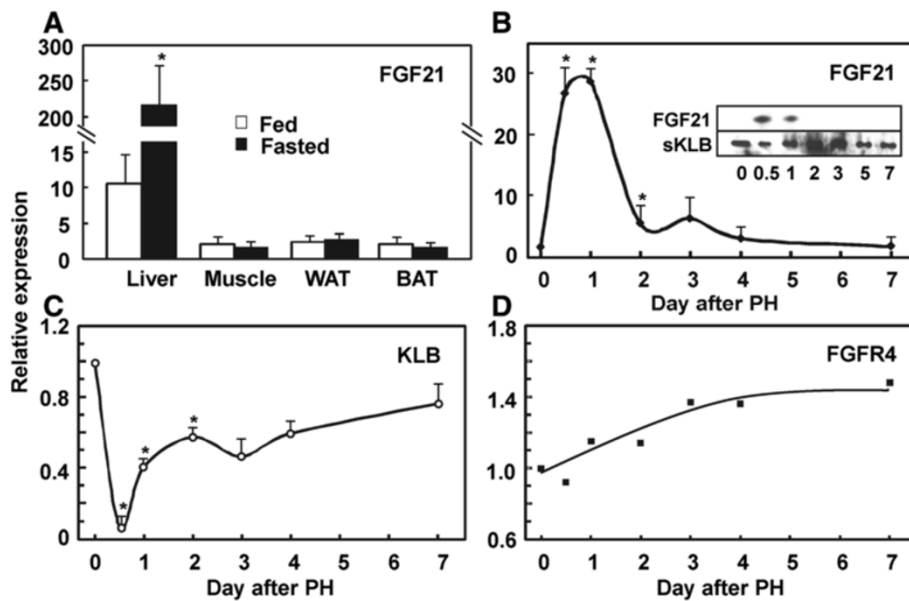 A
300
250
200
15
10
5
0
FGF21
*
Fed
Fasted
Liver Muscle WAT BAT
B
30
20
10
0
FGF21
* *
*
FGF21
sKLB
0 0.5 1 2 3 5 7
0 1 2 3 4 5 6 7
Day after PH
Relative expression
C
1.2
0.8
0.4
0
KLB
*
*
*
0 1 2 3 4 5 6 7
Day after PH
D
1.8
1.4
1.0
0.6
FGFR4
0 1 2 3 4 5 6 7
Day after PH